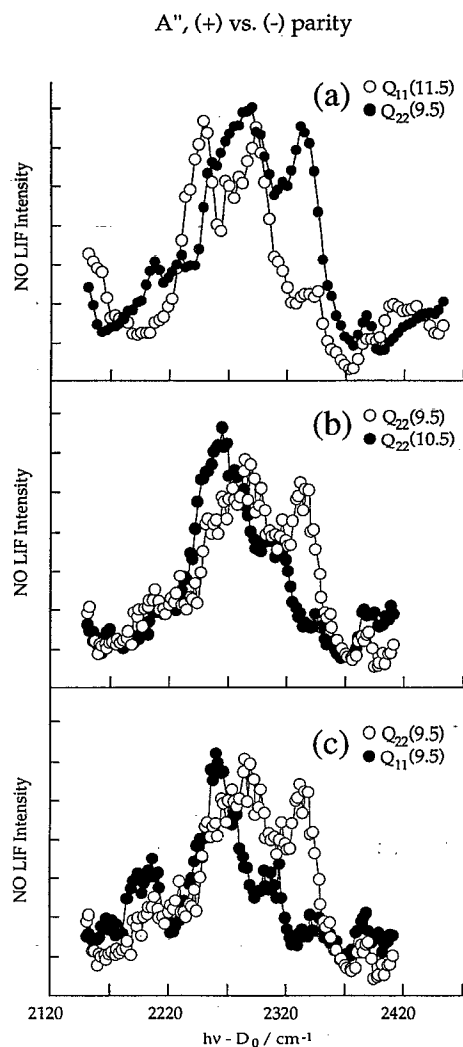 A", (+) vs. (-) parity
(a)
○ Q₁₁(11.5)
● Q₂₂(9.5)
NO LIF Intensity
(b)
○ Q₂₂(9.5)
● Q₂₂(10.5)
NO LIF Intensity
(c)
○ Q₂₂(9.5)
● Q₁₁(9.5)
NO LIF Intensity
2120 2220 2320 2420
hν - D₀ / cm⁻¹